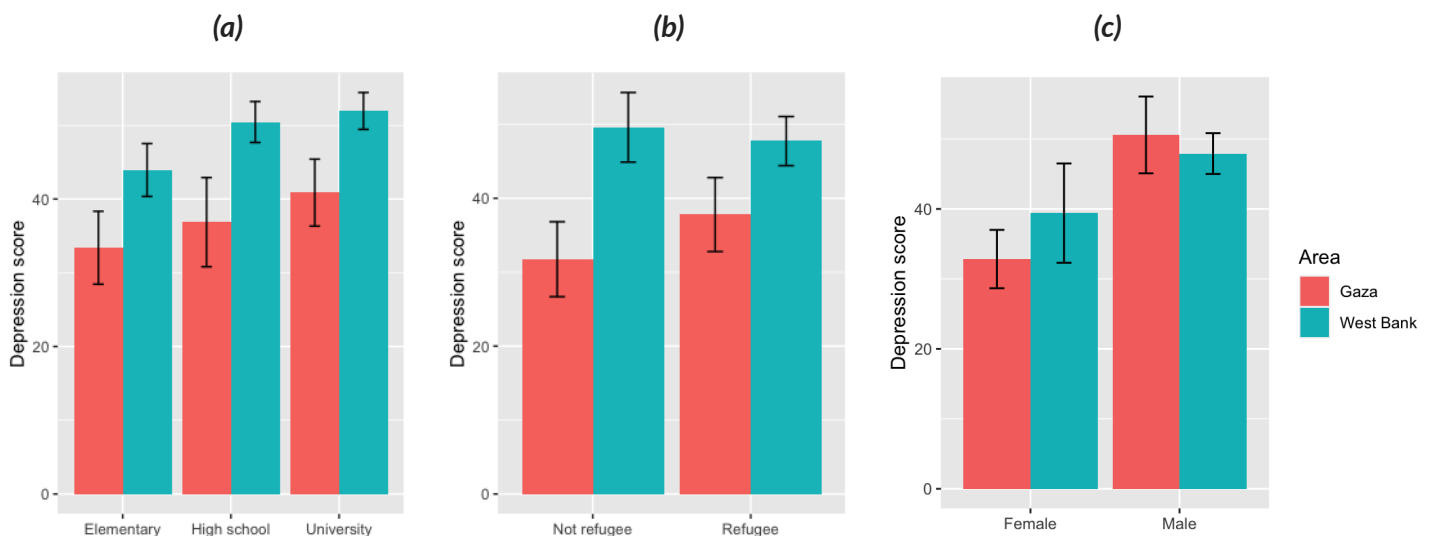 (a)
Depression score
40
20
0
Elementary High school University
(b)
Depression score
40
20
0
Not refugee Refugee
(c)
Depression score
40
20
0
Female Male
Area
Gaza
West Bank